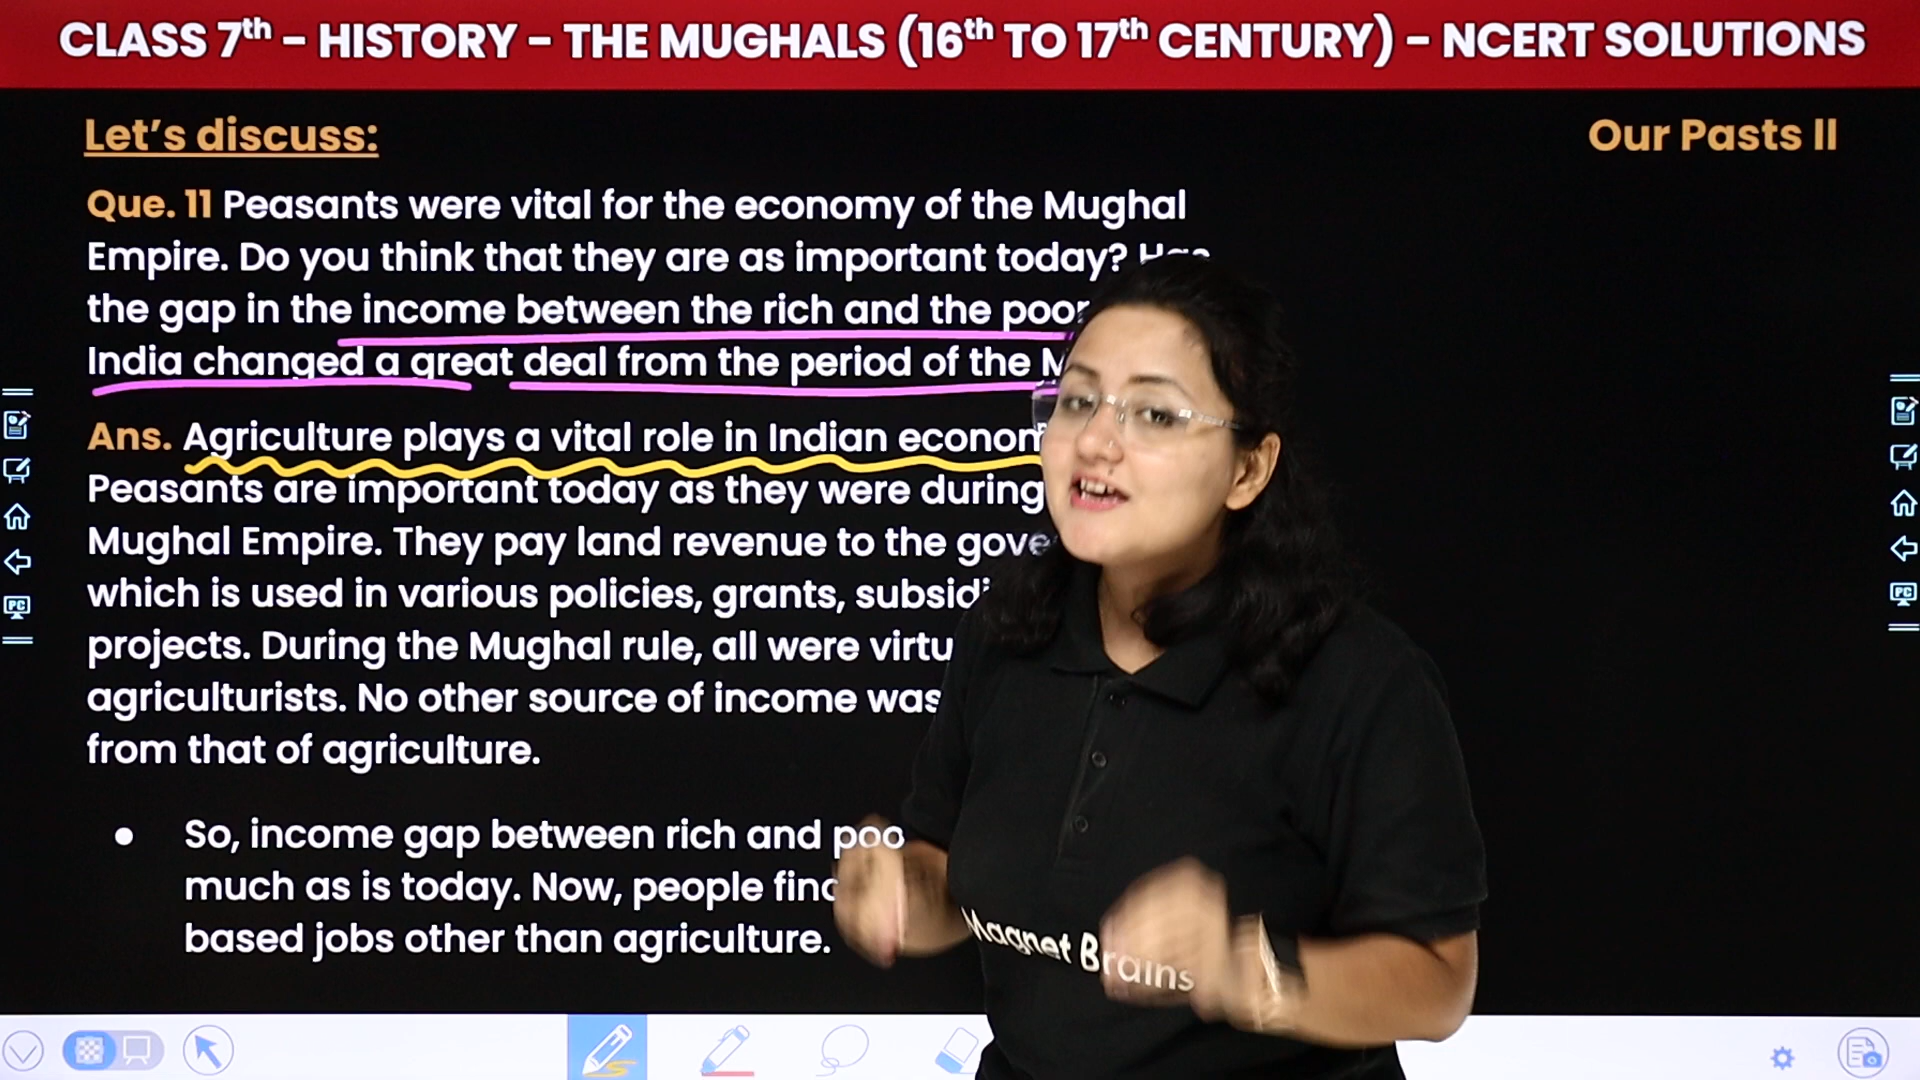 CLASS 7th – HISTORY – THE MUGHALS (16th TO 17th CENTURY) – NCERT SOLUTIONS
Let's discuss:
Our Pasts II
Que. 11 Peasants were vital for the economy of the Mughal
Empire. Do you think that they are as important today?
the gap in the income between the rich and the
India changed a great deal from the period of the
Ans. Agriculture plays a vital role in Indian
Peasants are important today as they were during
Mughal Empire. They pay land revenue to the
which is used in various policies, grants,
projects. During the Mughal rule, all were
agriculturists. No other source of income was
from that of agriculture.
• So, income gap between rich and
much as is today. Now, people
based jobs other than agriculture.
Magnet Brains
PC
PC